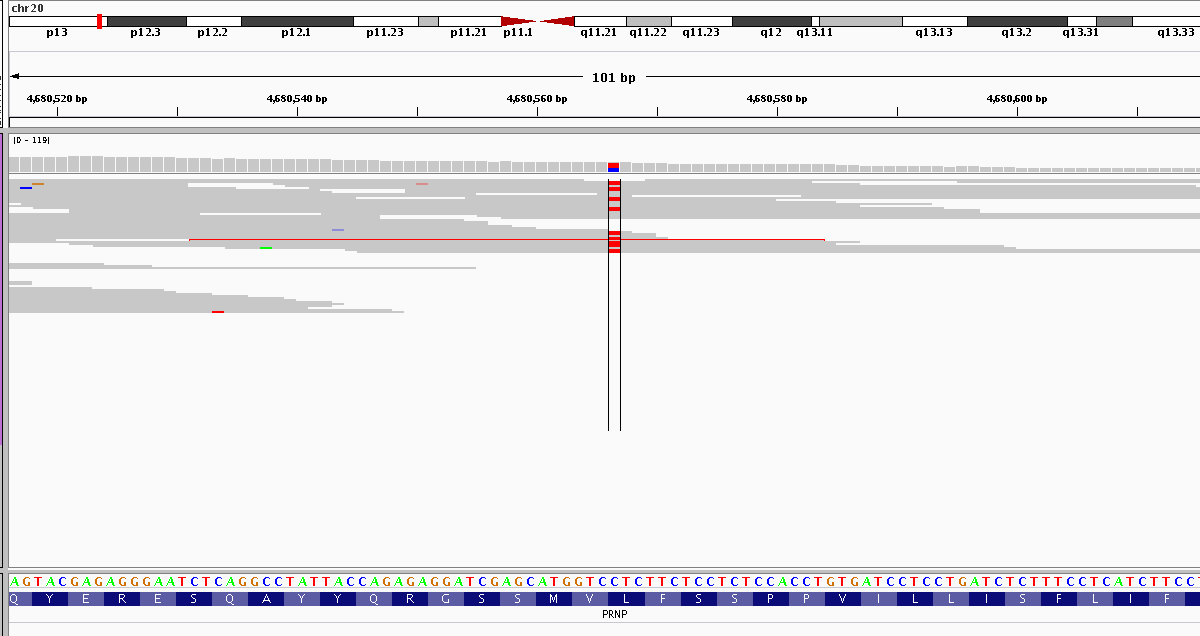 chr20
p13 p12.3 p12.2 p12.1 p11.23 p11.21 p11.1 q11.21 q11.22 q11.23 q12 q13.11 q13.13 q13.2 q13.31 q13.33
101 bp
4,680,520 bp 4,680,540 bp 4,680,560 bp 4,680,580 bp 4,680,600 bp
[0 - 119]
AGTACGAGAGGGAATCTCAGGCCTATTACCAGAGAGGATCGAGCATGGTCCTCTTCTCCTCTCCACCTGTGATCCTCCTGATCTCTTTCCTCATCTTCC
Q Y E R E S Q A Y Y Q R G S S M V L F S S P P V I L L I S F L I F
PRNP